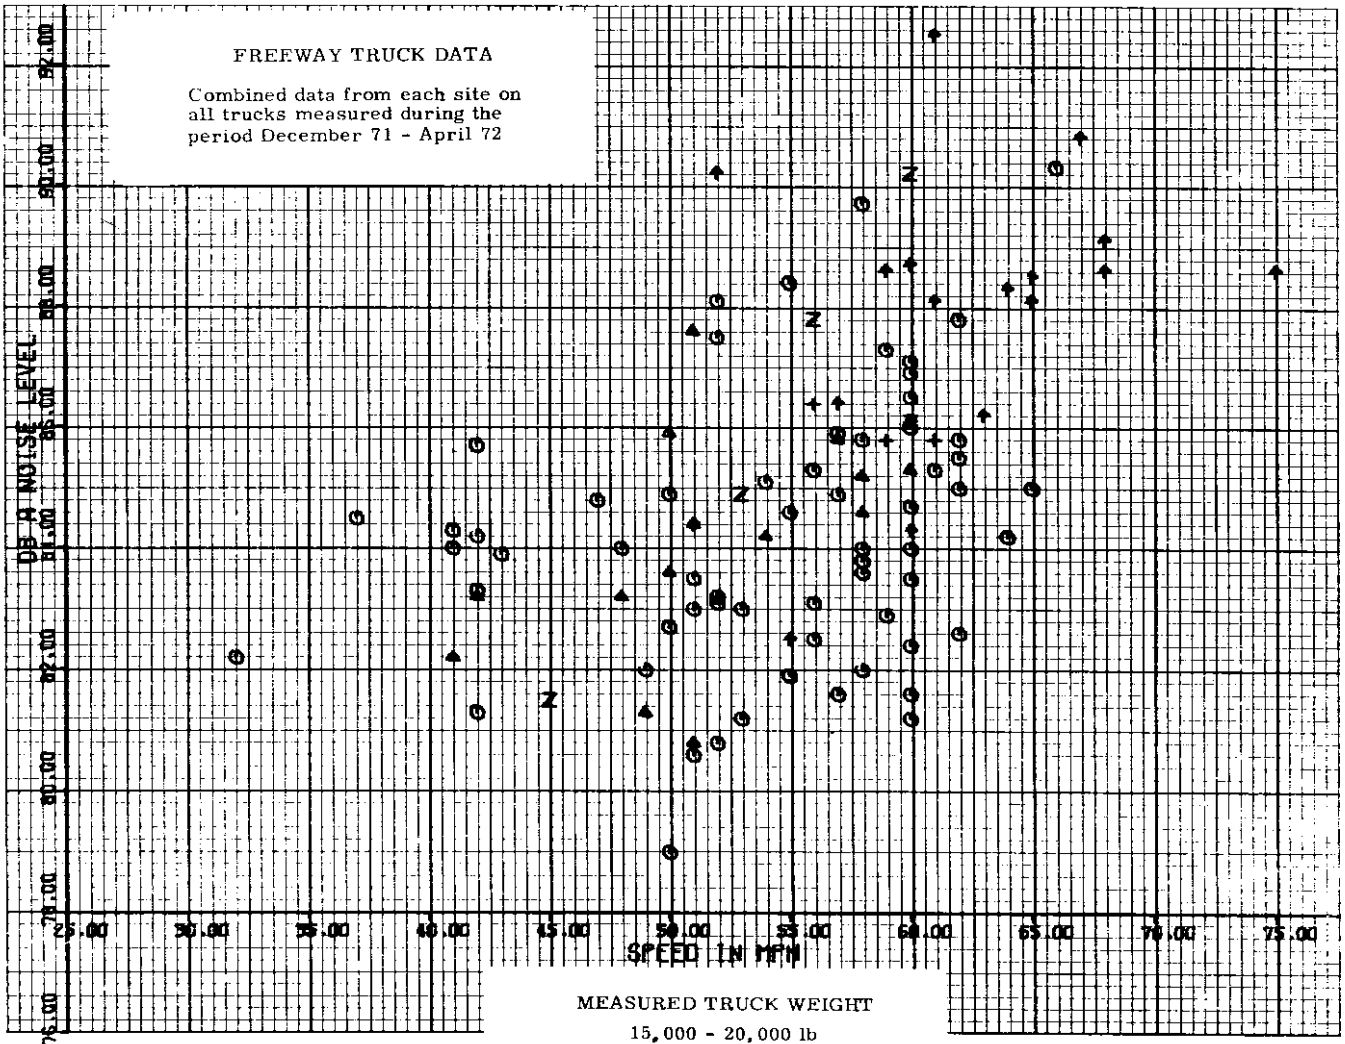 FREEWAY TRUCK DATA
Combined data from each site on
all trucks measured during the
period December 71 - April 72
DB A NOISE LEVEL
92.00
90.00
88.00
86.00
84.00
82.00
80.00
78.00
76.00
25.00 30.00 35.00 40.00 45.00 50.00 55.00 60.00 65.00 70.00 75.00
SPEED IN MPH
MEASURED TRUCK WEIGHT
15,000 - 20,000 lb